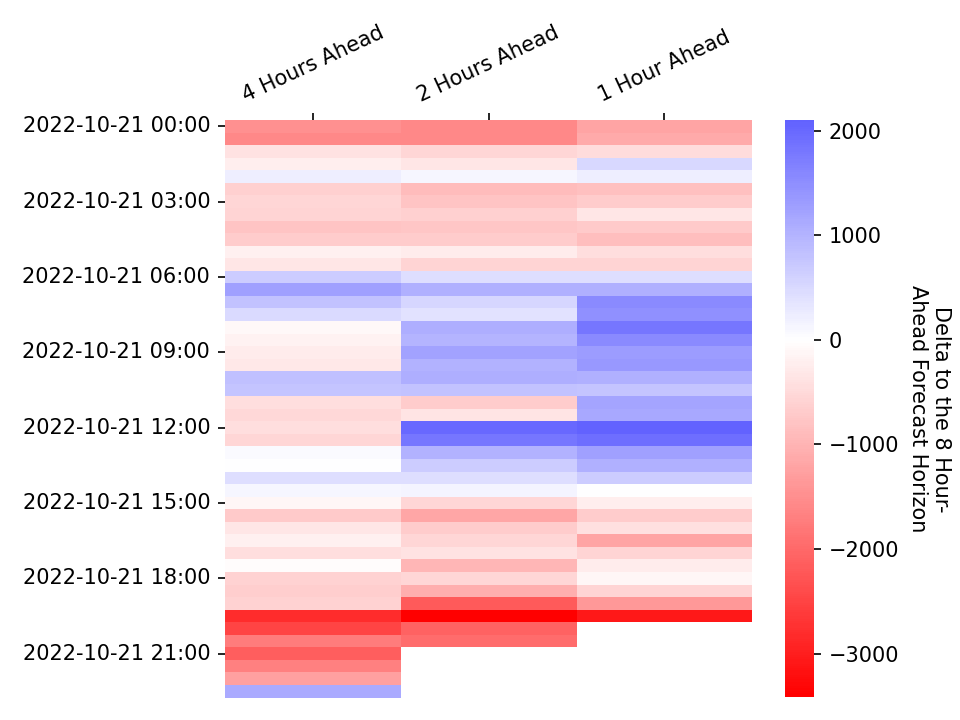 4 Hours Ahead
2 Hours Ahead
1 Hour Ahead
2022-10-21 00:00
2022-10-21 03:00
2022-10-21 06:00
2022-10-21 09:00
2022-10-21 12:00
2022-10-21 15:00
2022-10-21 18:00
2022-10-21 21:00
2000
1000
0
−1000
−2000
−3000
Delta to the 8 Hour-
Ahead Forecast Horizon